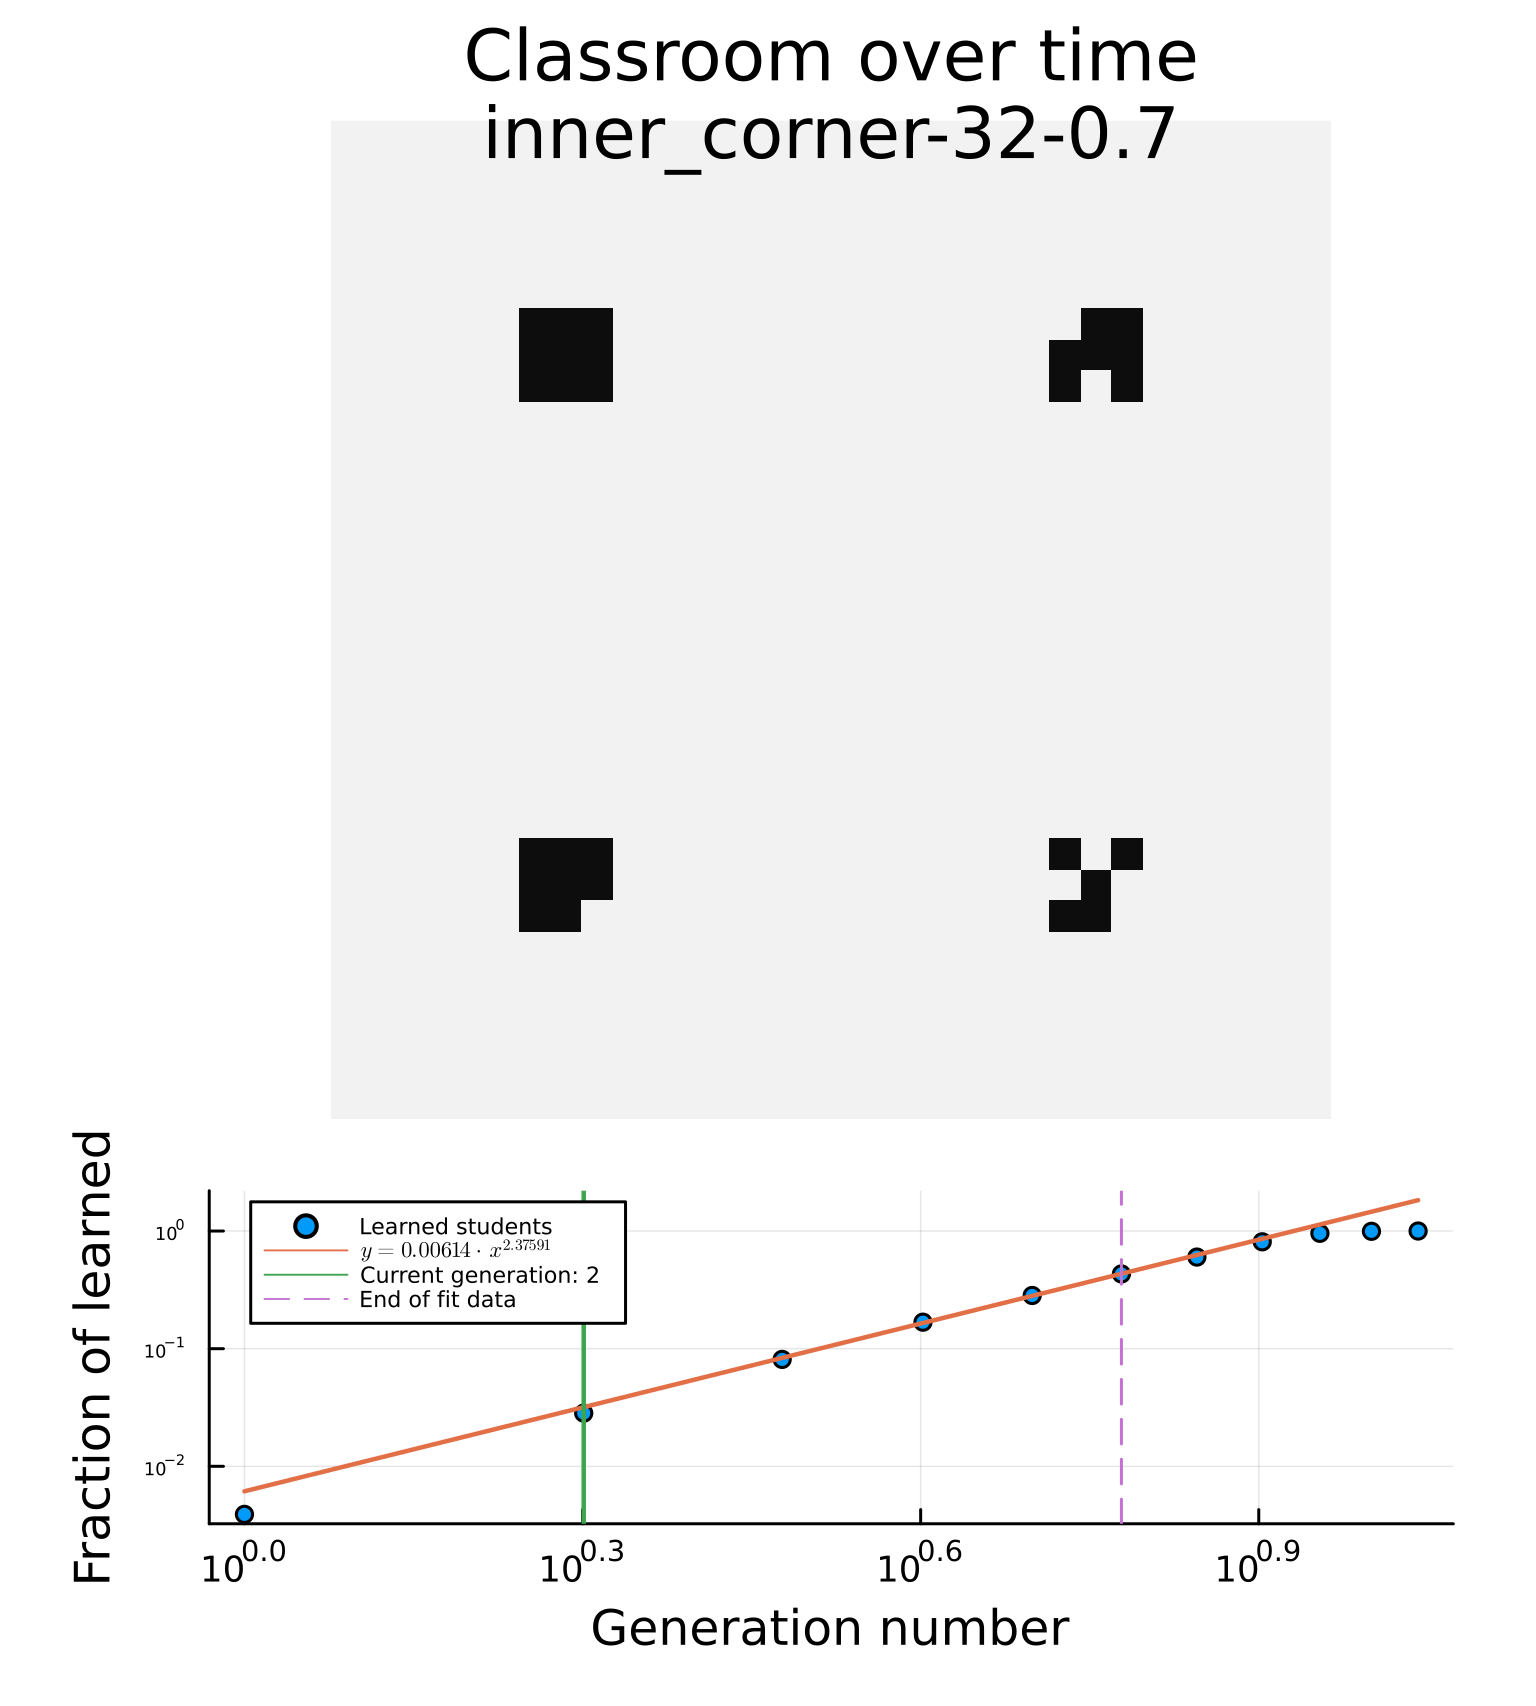 Classroom over time
inner_corner-32-0.7
Fraction of learned
10⁰
10⁻¹
10⁻²
Learned students
y = 0.00614 · x^2.37591
Current generation: 2
End of fit data
10^0.0 10^0.3 10^0.6 10^0.9
Generation number